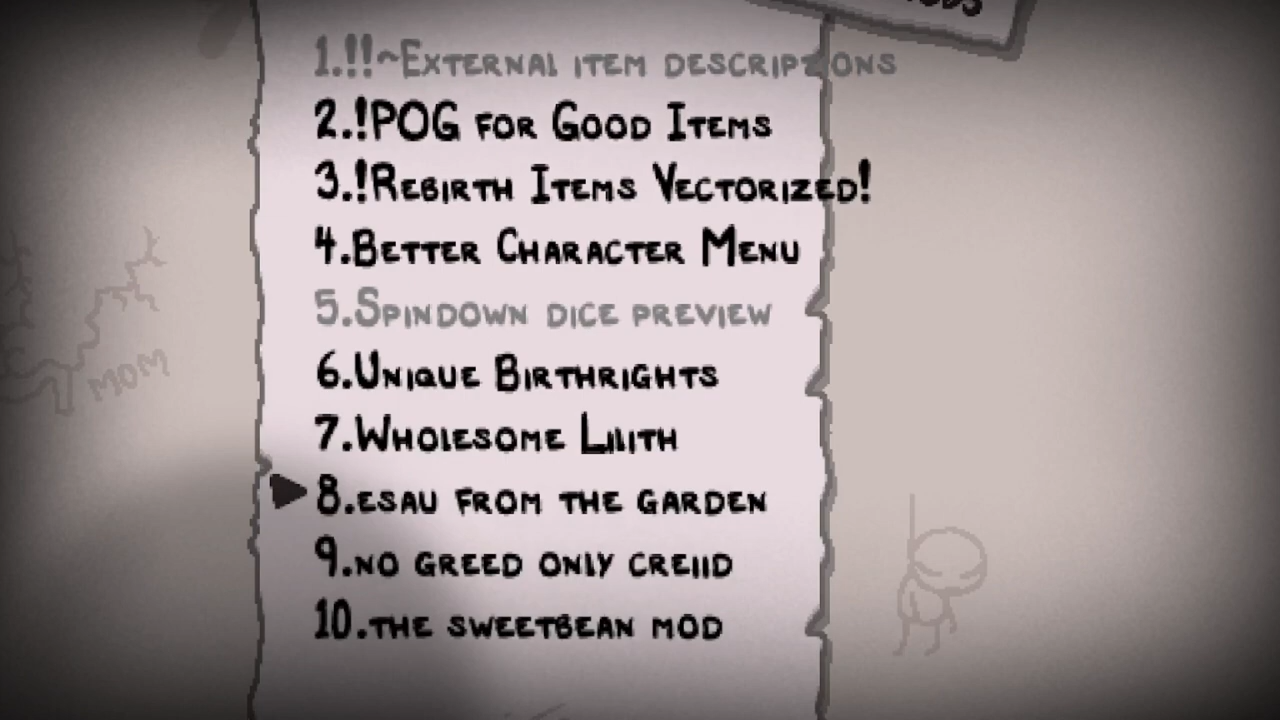 1.!!~External item descriptions
2.!POG for Good Items
3.!Rebirth Items Vectorized!
4.Better Character Menu
5.Spindown dice preview
6.Unique Birthrights
7.Wholesome Lilith
8.esau from the garden
9.no greed only creiid
10.the sweetbean mod
MOM